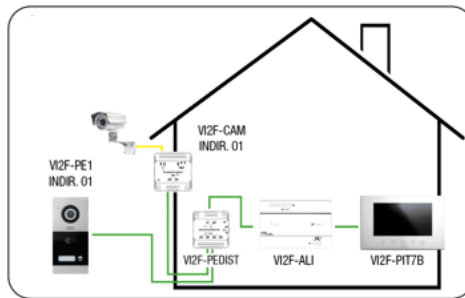 VI2F-CAM
INDIR. 01
VI2F-PE1
INDIR. 01
VI2F-PEDIST
VI2F-ALI
VI2F-PIT7B